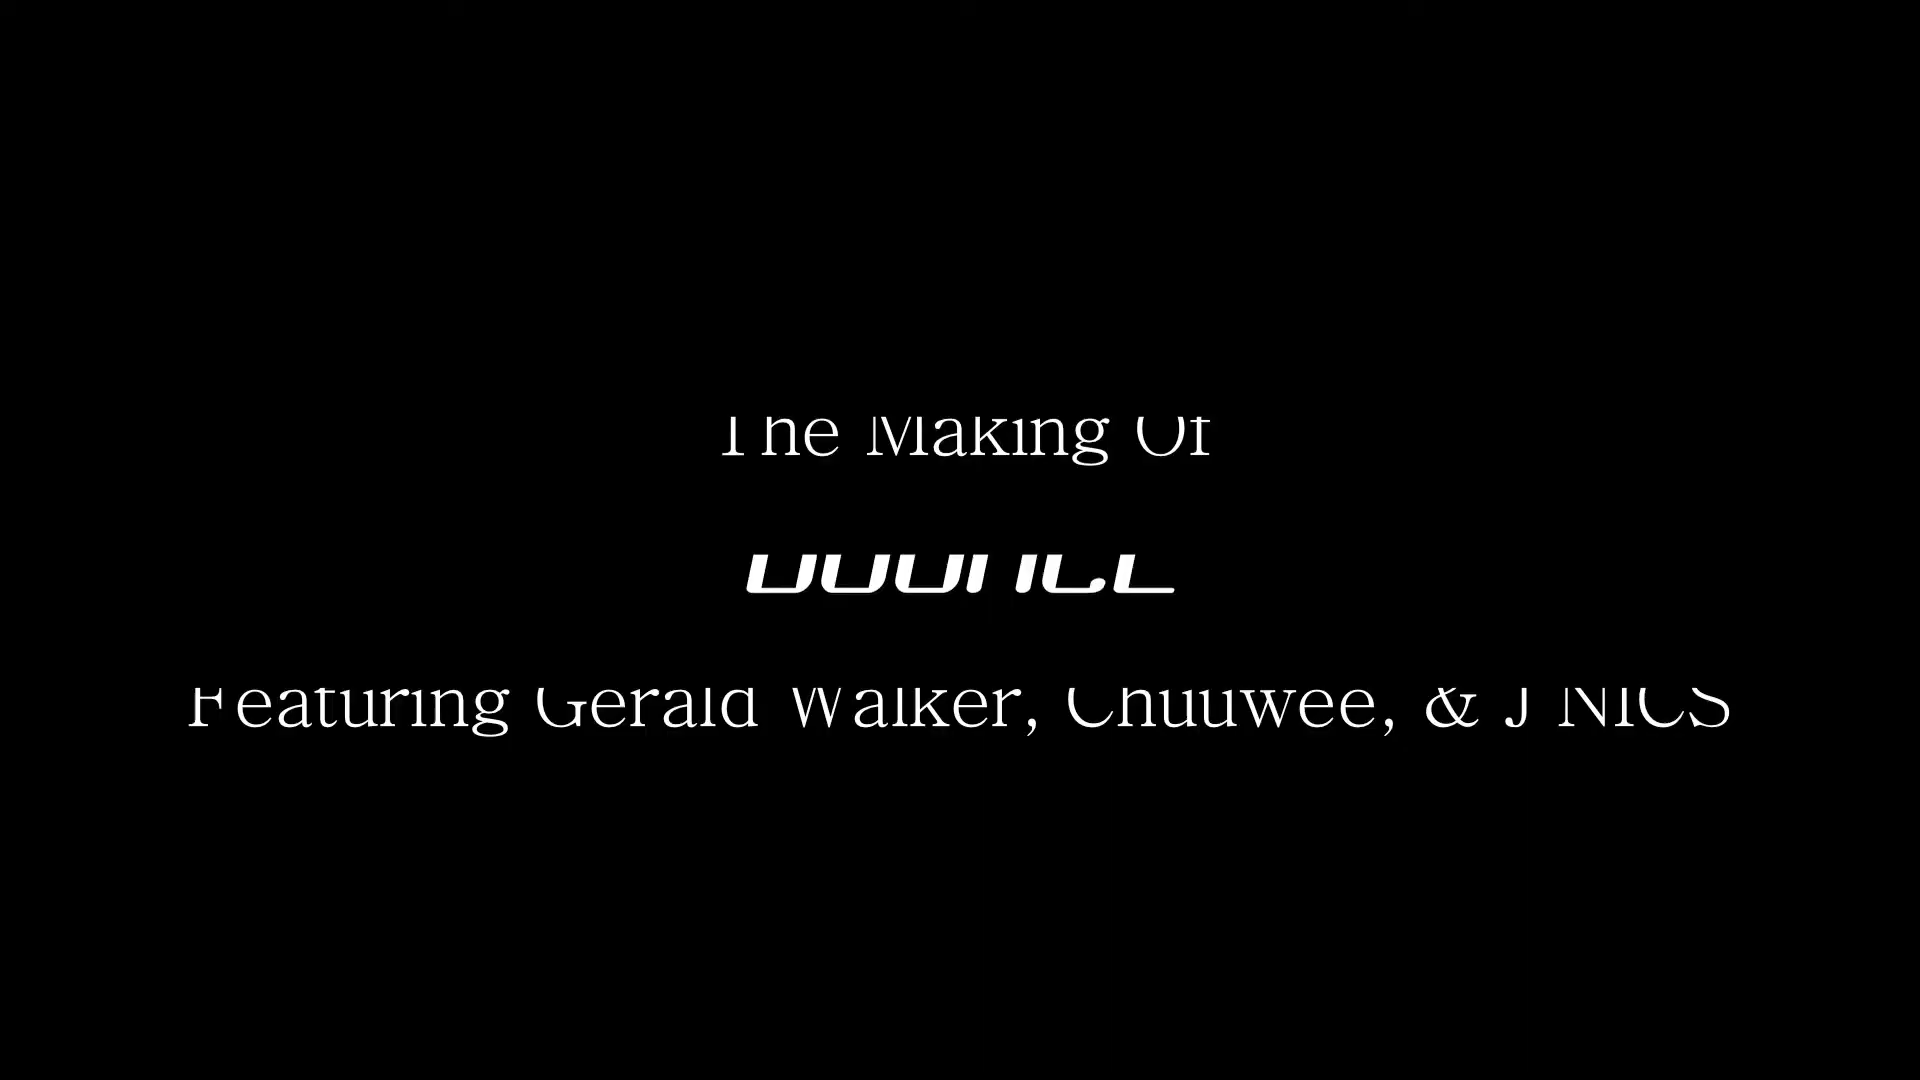 The Making Of
Featuring Gerald Walker, Chuuwee, & J NICS